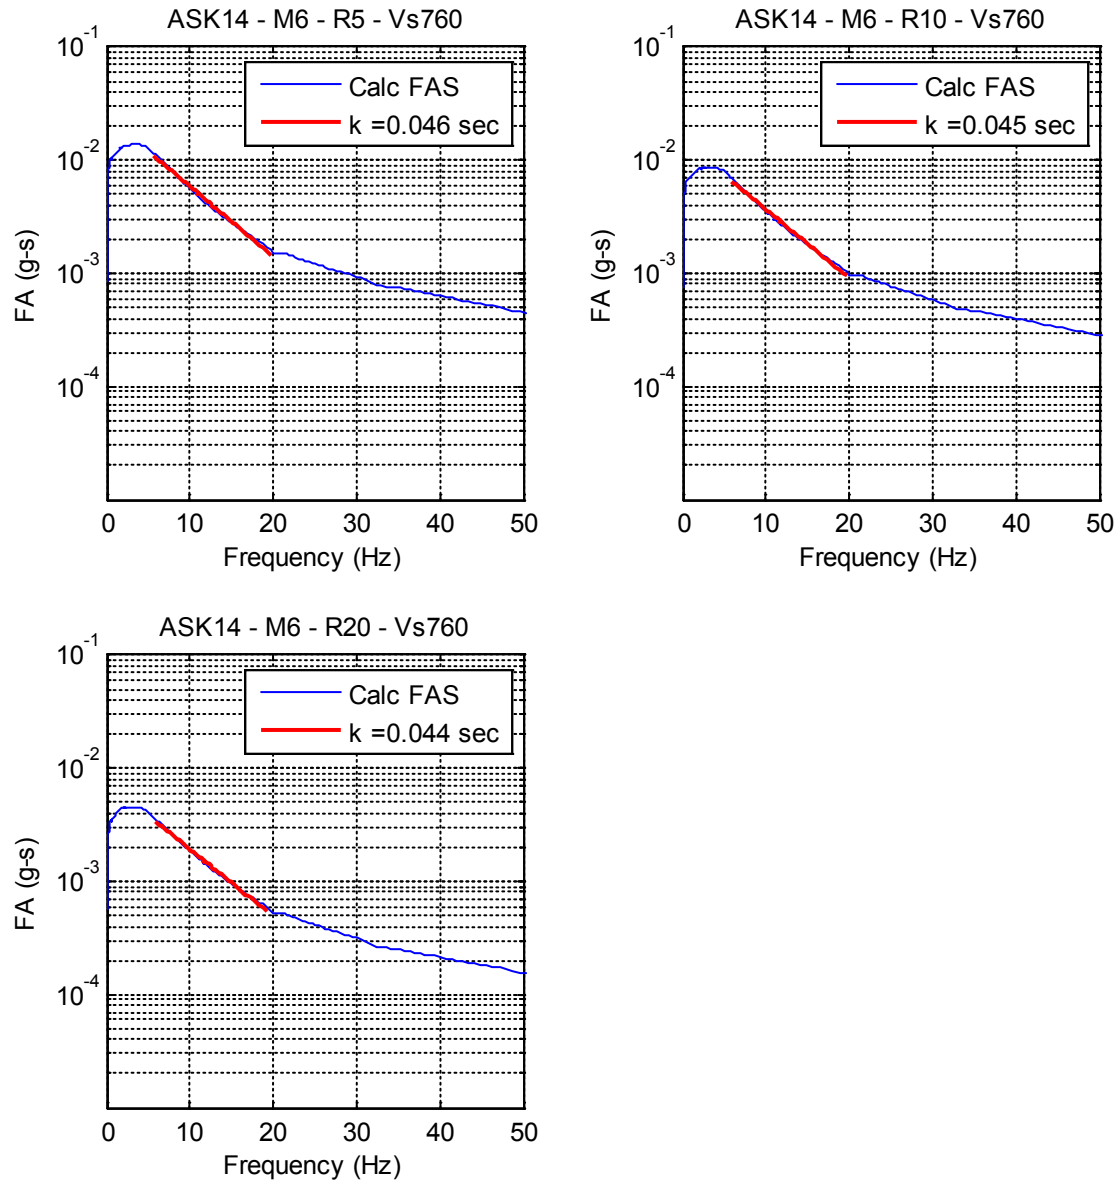 ASK14 - M6 - R5 - Vs760
10^-1
10^-2
10^-3
10^-4
FA (g-s)
Calc FAS
k =0.046 sec
0 10 20 30 40 50
Frequency (Hz)
ASK14 - M6 - R10 - Vs760
10^-1
10^-2
10^-3
10^-4
FA (g-s)
Calc FAS
k =0.045 sec
0 10 20 30 40 50
Frequency (Hz)
ASK14 - M6 - R20 - Vs760
10^-1
10^-2
10^-3
10^-4
FA (g-s)
Calc FAS
k =0.044 sec
0 10 20 30 40 50
Frequency (Hz)